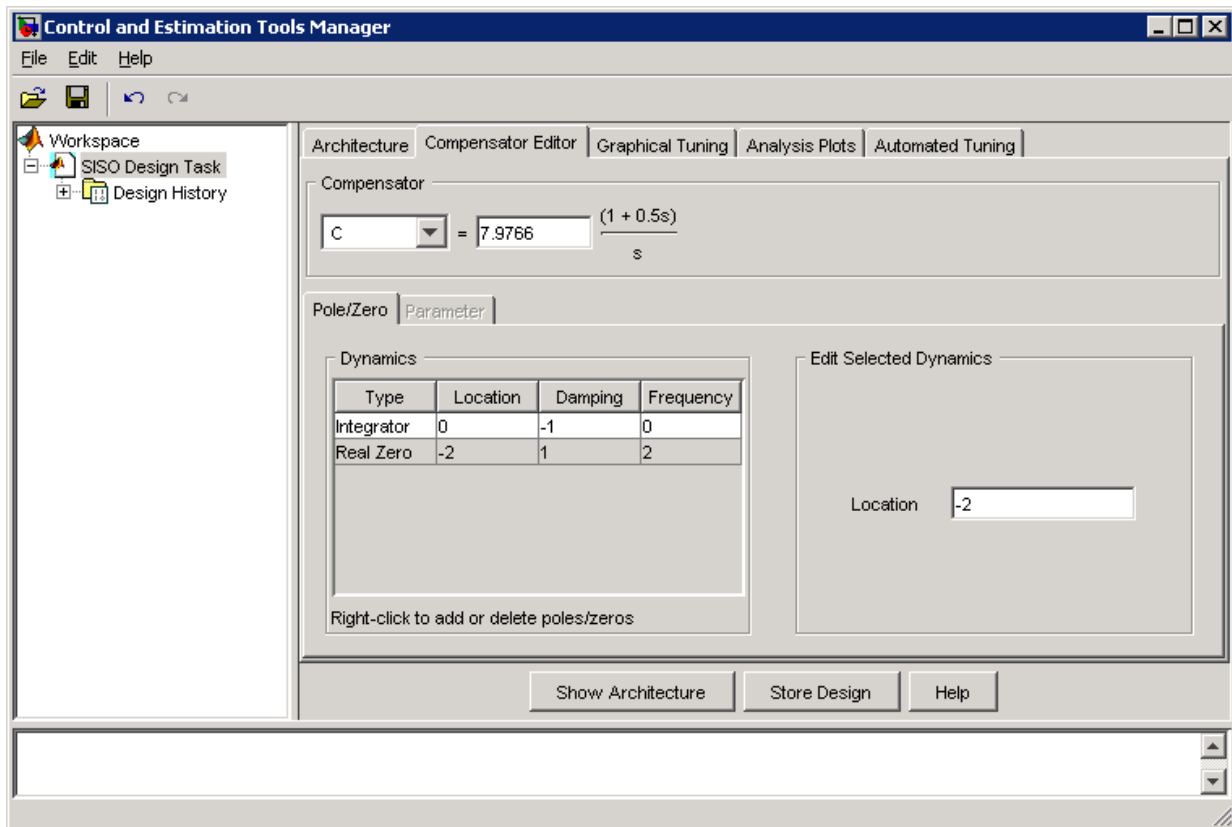 Control and Estimation Tools Manager
File Edit Help
Workspace
SISO Design Task
Design History
Architecture Compensator Editor Graphical Tuning Analysis Plots Automated Tuning
Compensator
C = 7.9766 (1 + 0.5s)
s
Pole/Zero Parameter
Dynamics
Type Location Damping Frequency
Integrator 0 -1 0
Real Zero -2 1 2
Right-click to add or delete poles/zeros
Edit Selected Dynamics
Location -2
Show Architecture Store Design Help